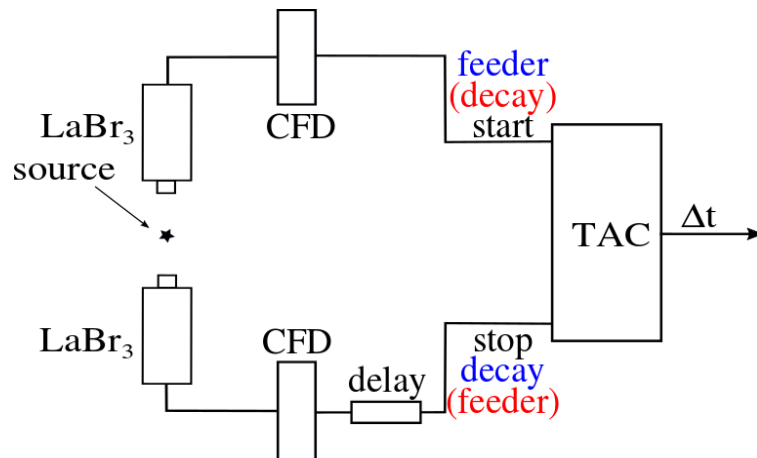 feeder
(decay)
start
LaBr₃
CFD
source
TAC
Δt
LaBr₃
CFD
stop
delay
decay
(feeder)